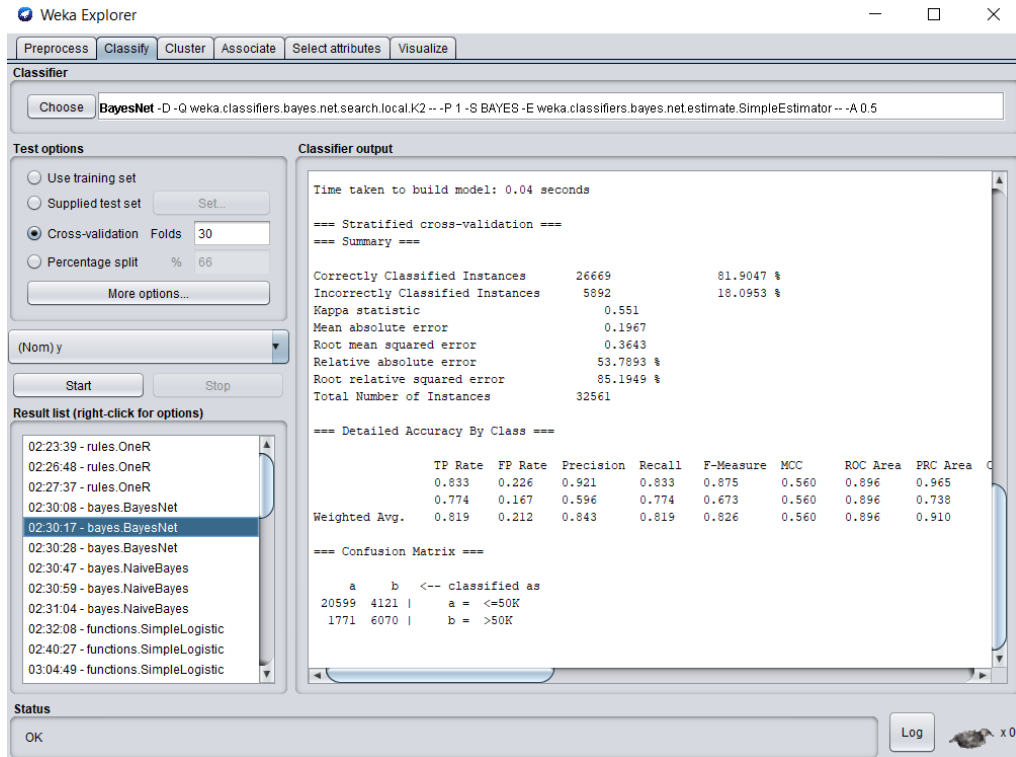 Weka Explorer
Preprocess Classify Cluster Associate Select attributes Visualize
Classifier
Choose BayesNet -D -Q weka.classifiers.bayes.net.search.local.K2 -- -P 1 -S BAYES -E weka.classifiers.bayes.net.estimate.SimpleEstimator -- -A 0.5
Test options
Use training set
Supplied test set Set...
Cross-validation Folds 30
Percentage split % 66
More options...
(Nom) y
Start Stop
Result list (right-click for options)
02:23:39 - rules.OneR
02:26:48 - rules.OneR
02:27:37 - rules.OneR
02:30:08 - bayes.BayesNet
02:30:17 - bayes.BayesNet
02:30:28 - bayes.BayesNet
02:30:47 - bayes.NaiveBayes
02:30:59 - bayes.NaiveBayes
02:31:04 - bayes.NaiveBayes
02:32:08 - functions.SimpleLogistic
02:40:27 - functions.SimpleLogistic
03:04:49 - functions.SimpleLogistic
Classifier output
Time taken to build model: 0.04 seconds
=== Stratified cross-validation ===
=== Summary ===
Correctly Classified Instances 26669 81.9047 %
Incorrectly Classified Instances 5892 18.0953 %
Kappa statistic 0.551
Mean absolute error 0.1967
Root mean squared error 0.3643
Relative absolute error 53.7893 %
Root relative squared error 85.1949 %
Total Number of Instances 32561
=== Detailed Accuracy By Class ===
TP Rate FP Rate Precision Recall F-Measure MCC ROC Area PRC Area
0.833 0.226 0.921 0.833 0.875 0.560 0.896 0.965
0.774 0.167 0.596 0.774 0.673 0.560 0.896 0.738
Weighted Avg. 0.819 0.212 0.843 0.819 0.826 0.560 0.896 0.910
=== Confusion Matrix ===
a b <-- classified as
20599 4121 | a = <=50K
1771 6070 | b = >50K
Status
OK
Log
x 0